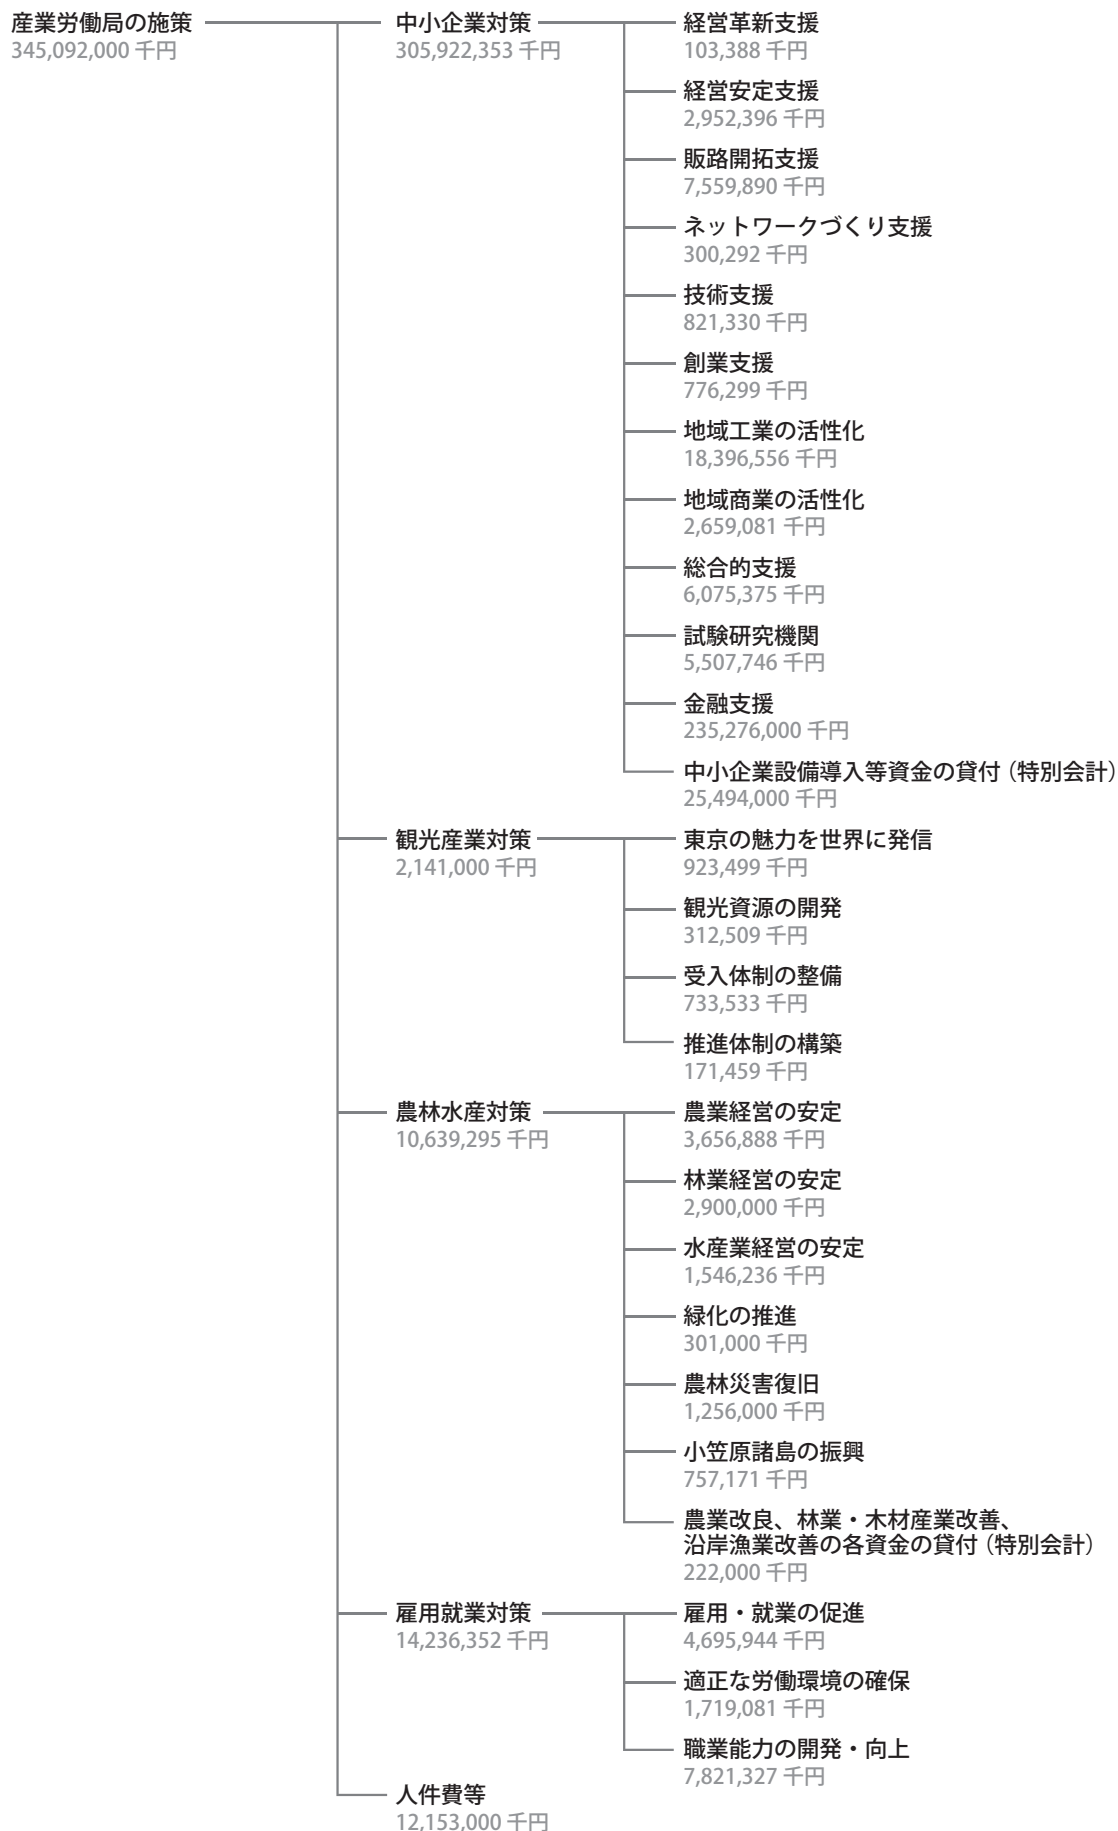 産業労働局の施策
345,092,000 千円
中小企業対策
305,922,353 千円
経営革新支援
103,388 千円
経営安定支援
2,952,396 千円
販路開拓支援
7,559,890 千円
ネットワークづくり支援
300,292 千円
技術支援
821,330 千円
創業支援
776,299 千円
地域工業の活性化
18,396,556 千円
地域商業の活性化
2,659,081 千円
総合的支援
6,075,375 千円
試験研究機関
5,507,746 千円
金融支援
235,276,000 千円
中小企業設備導入等資金の貸付（特別会計）
25,494,000 千円
観光産業対策
2,141,000 千円
東京の魅力を世界に発信
923,499 千円
観光資源の開発
312,509 千円
受入体制の整備
733,533 千円
推進体制の構築
171,459 千円
農林水産対策
10,639,295 千円
農業経営の安定
3,656,888 千円
林業経営の安定
2,900,000 千円
水産業経営の安定
1,546,236 千円
緑化の推進
301,000 千円
農林災害復旧
1,256,000 千円
小笠原諸島の振興
757,171 千円
農業改良、林業・木材産業改善、
沿岸漁業改善の各資金の貸付（特別会計）
222,000 千円
雇用就業対策
14,236,352 千円
雇用・就業の促進
4,695,944 千円
適正な労働環境の確保
1,719,081 千円
職業能力の開発・向上
7,821,327 千円
人件費等
12,153,000 千円